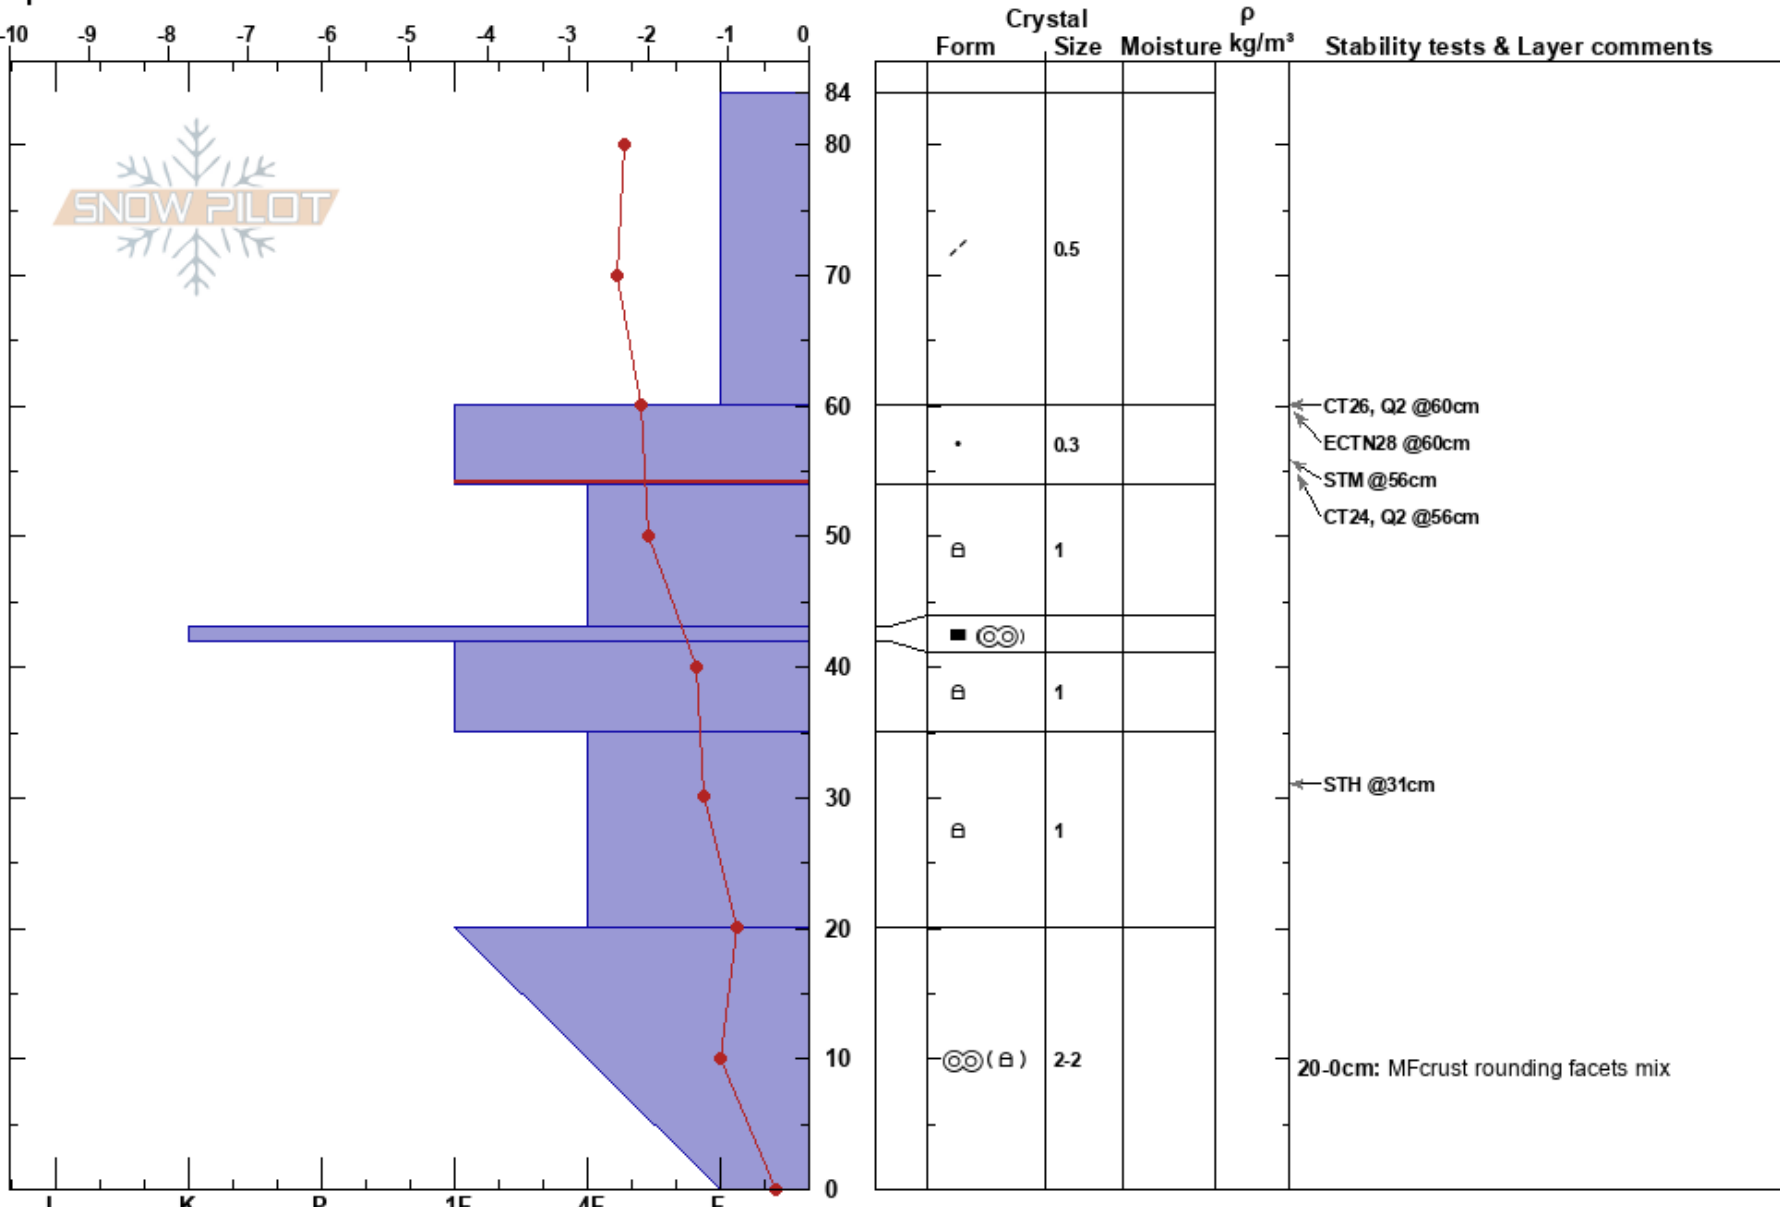 Crystal ρ
-10 -9 -8 -7 -6 -5 -4 -3 -2 -1 0 Form Size Moisture kg/m³ Stability tests & Layer comments
84
80
SNOW PILOT
0.5
70
60 CT26, Q2 @60cm
0.3 ECTN28 @60cm
STM @56cm
CT24, Q2 @56cm
50
1
40
1
30 STH @31cm
1
20
10 2-2 20-0cm: MFcrust rounding facets mix
0
I K P 1F 4F F